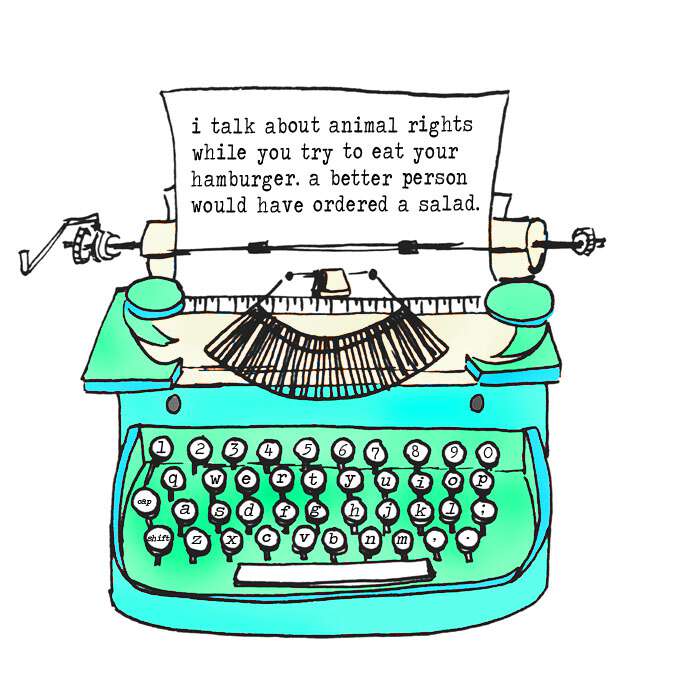 i talk about animal rights
while you try to eat your
hamburger. a better person
would have ordered a salad.
1 2 3 4 5 6 7 8 9 0
q w e r t y u i o p
cap a s d f g h j k l ;
shift z x c v b n m , .